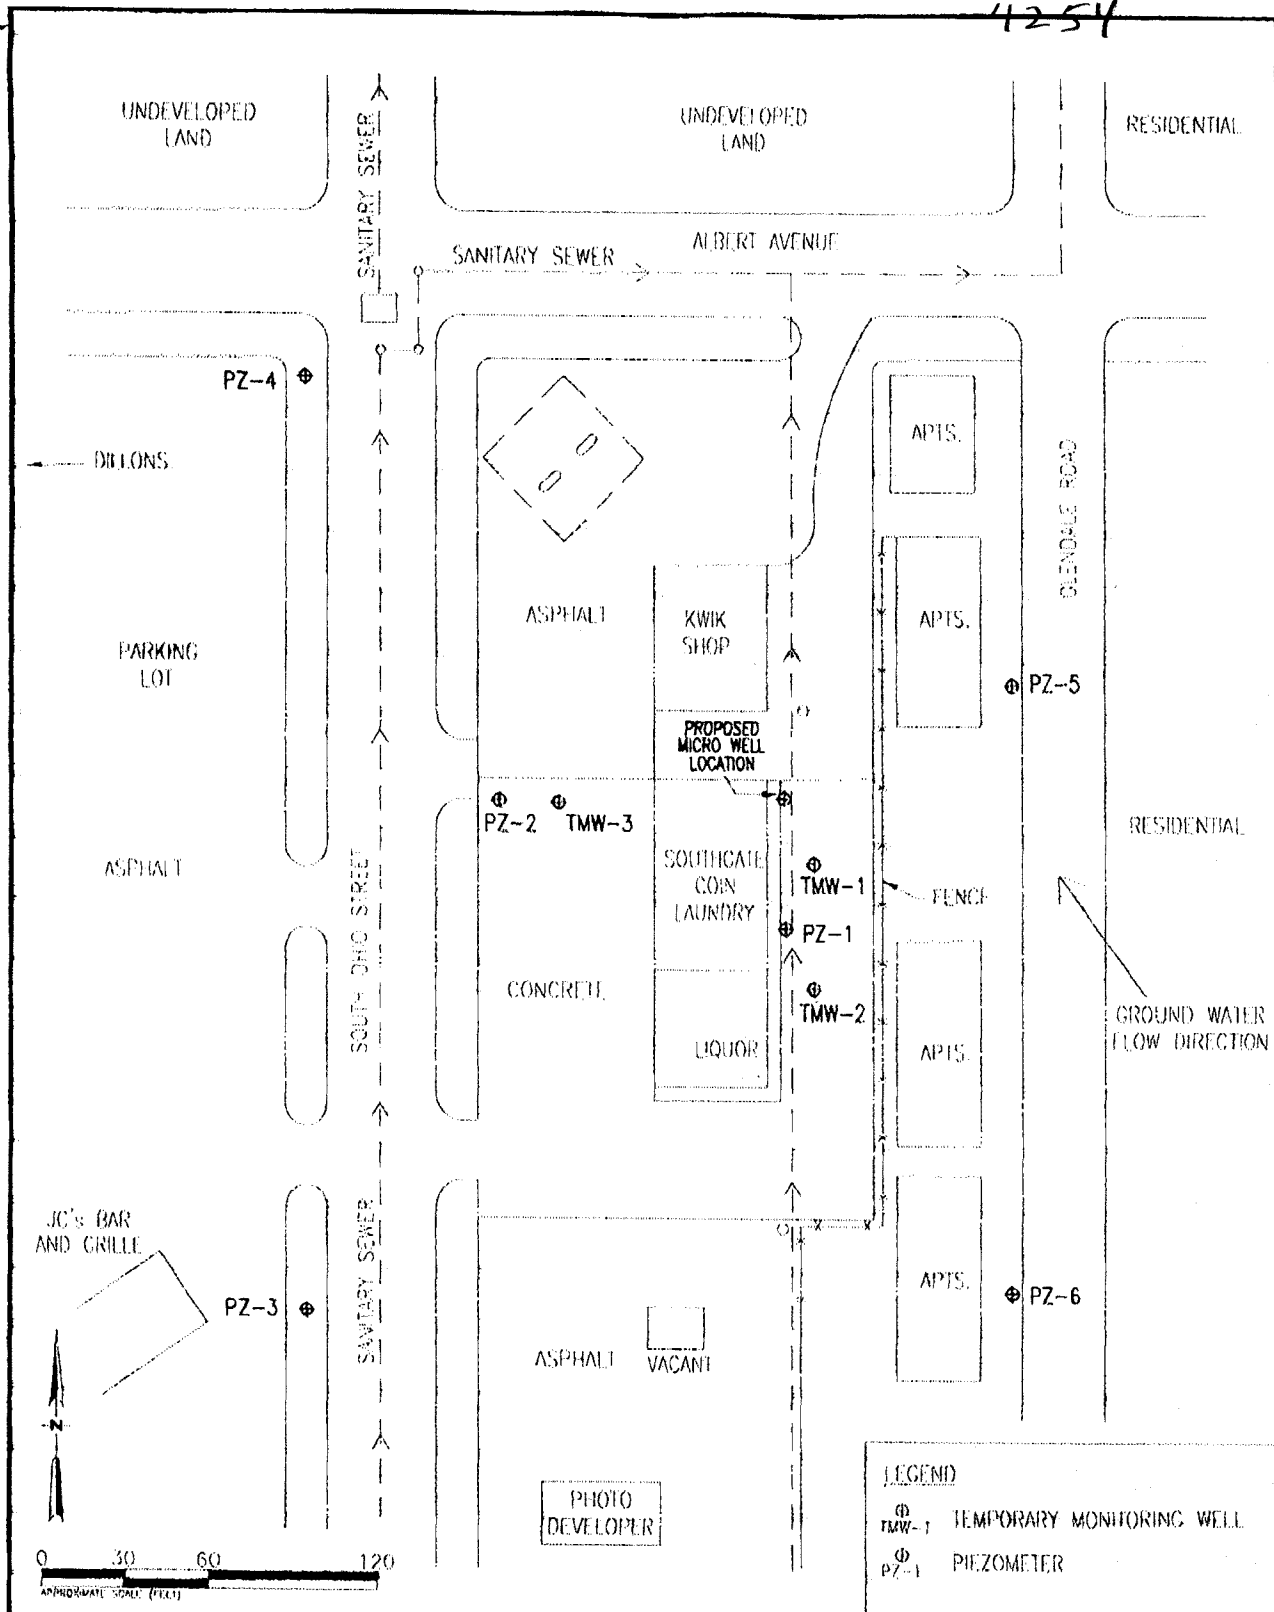 4254
UNDEVELOPED
LAND
UNDEVELOPED
LAND
RESIDENTIAL
SANITARY SEWER
SANITARY SEWER
ALBERT AVENUE
PZ-4
DILLONS
APTS.
GLENDALE ROAD
ASPHALT
KWIK
SHOP
APTS.
PARKING
LOT
PZ-5
PROPOSED
MICRO WELL
LOCATION
PZ-2
TMW-3
RESIDENTIAL
ASPHALT
SOUTHGATE
COIN
LAUNDRY
TMW-1
FENCE
PZ-1
SOUTH OHIO STREET
CONCRETE
TMW-2
GROUND WATER
FLOW DIRECTION
LIQUOR
APTS.
JC's BAR
AND GRILLE
SANITARY SEWER
PZ-3
APTS.
PZ-6
ASPHALT
VACANT
N
LEGEND
PHOTO
DEVELOPER
TMW-1 TEMPORARY MONITORING WELL
PZ-1 PIEZOMETER
0 30 60 120
APPROXIMATE SCALE (FEET)